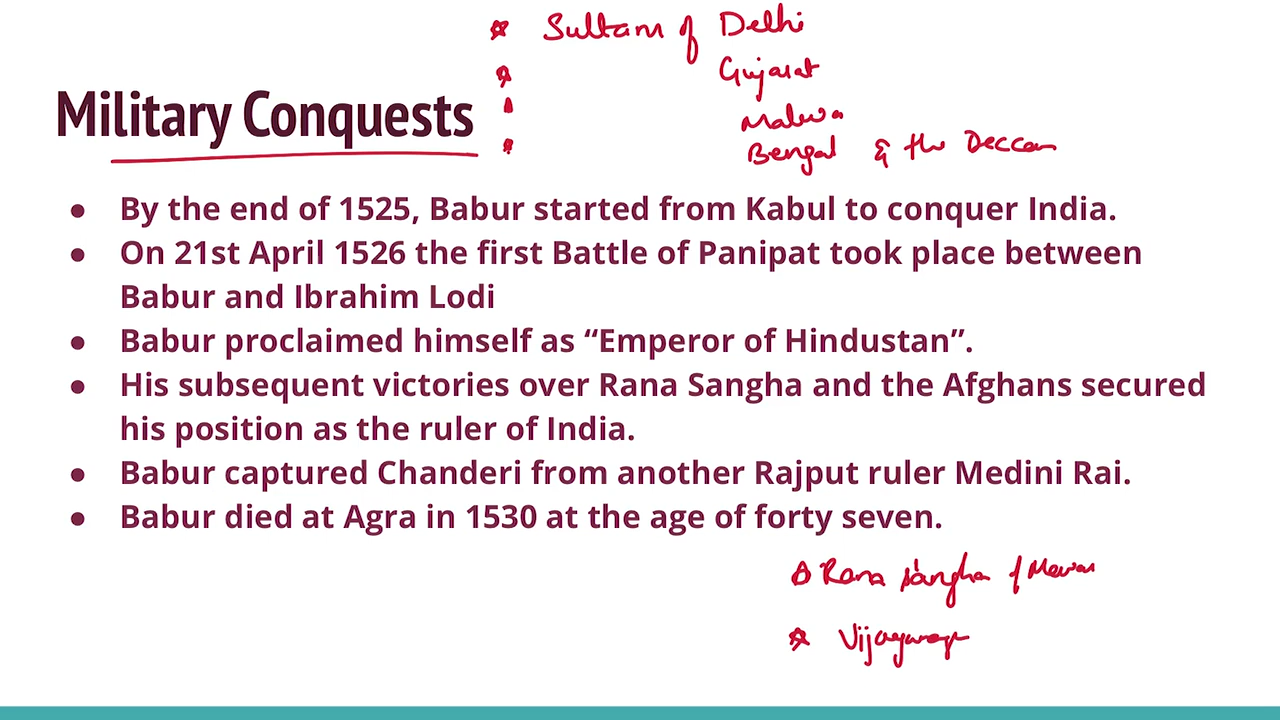 Sultans of Delhi
Gujarat
Malwa
Bengal & the Deccan
Military Conquests
● By the end of 1525, Babur started from Kabul to conquer India.
● On 21st April 1526 the first Battle of Panipat took place between
Babur and Ibrahim Lodi
● Babur proclaimed himself as “Emperor of Hindustan”.
● His subsequent victories over Rana Sangha and the Afghans secured
his position as the ruler of India.
● Babur captured Chanderi from another Rajput ruler Medini Rai.
● Babur died at Agra in 1530 at the age of forty seven.
Rana Sangha of Mewar